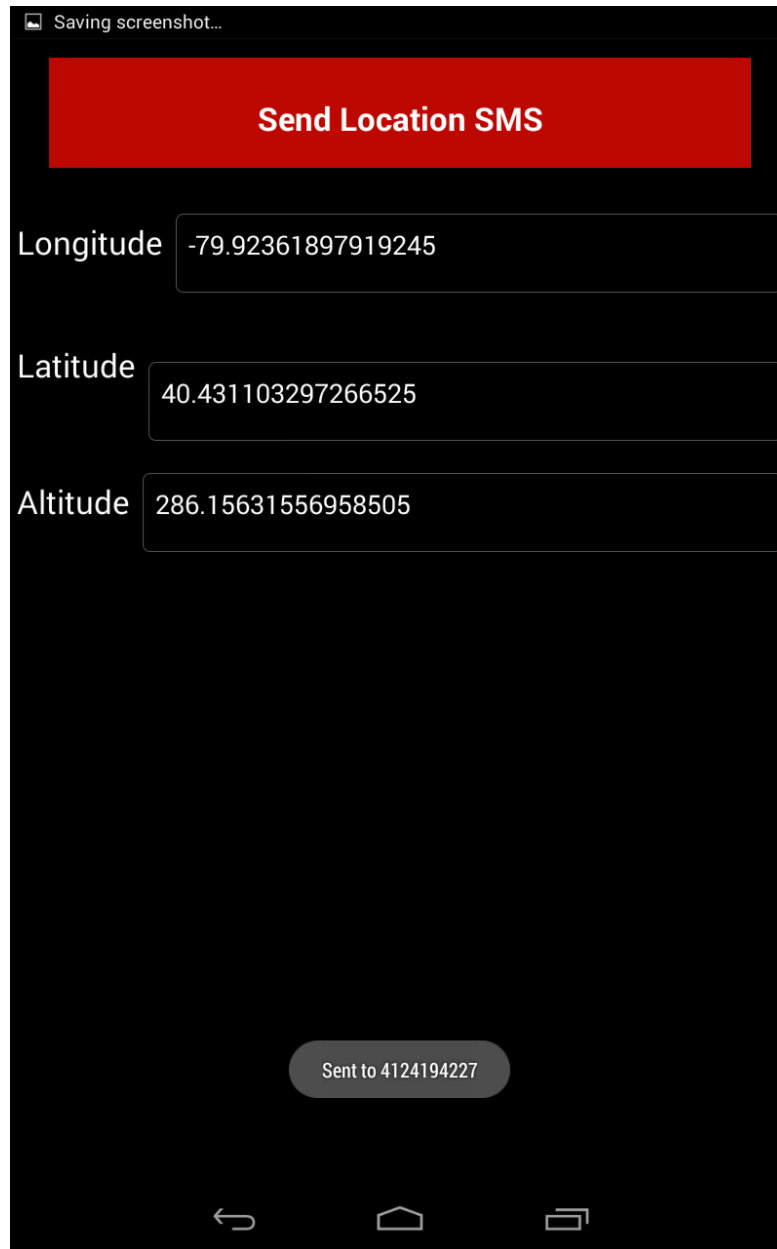 Saving screenshot...
Send Location SMS
Longitude -79.92361897919245
Latitude 40.431103297266525
Altitude 286.15631556958505
Sent to 4124194227